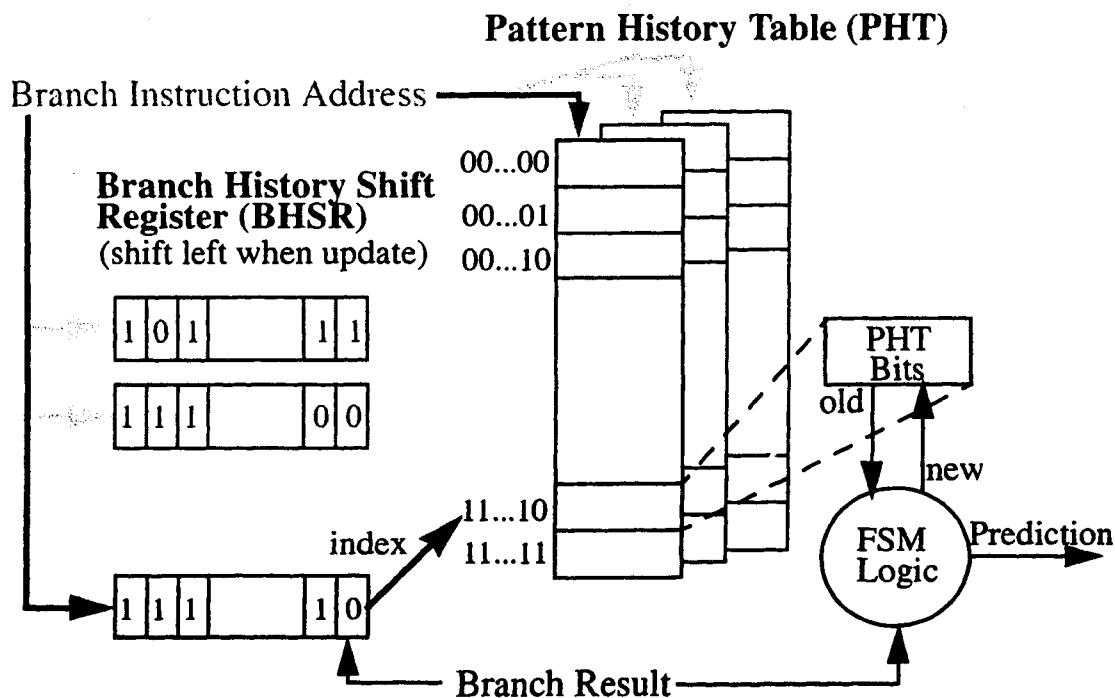 Pattern History Table (PHT)
Branch Instruction Address
Branch History Shift
Register (BHSR)
(shift left when update)
00...00
00...01
00...10
1 0 1 1 1
1 1 1 0 0
PHT
Bits
old
new
11...10
11...11
index
FSM
Logic
Prediction
1 1 1 1 0
Branch Result